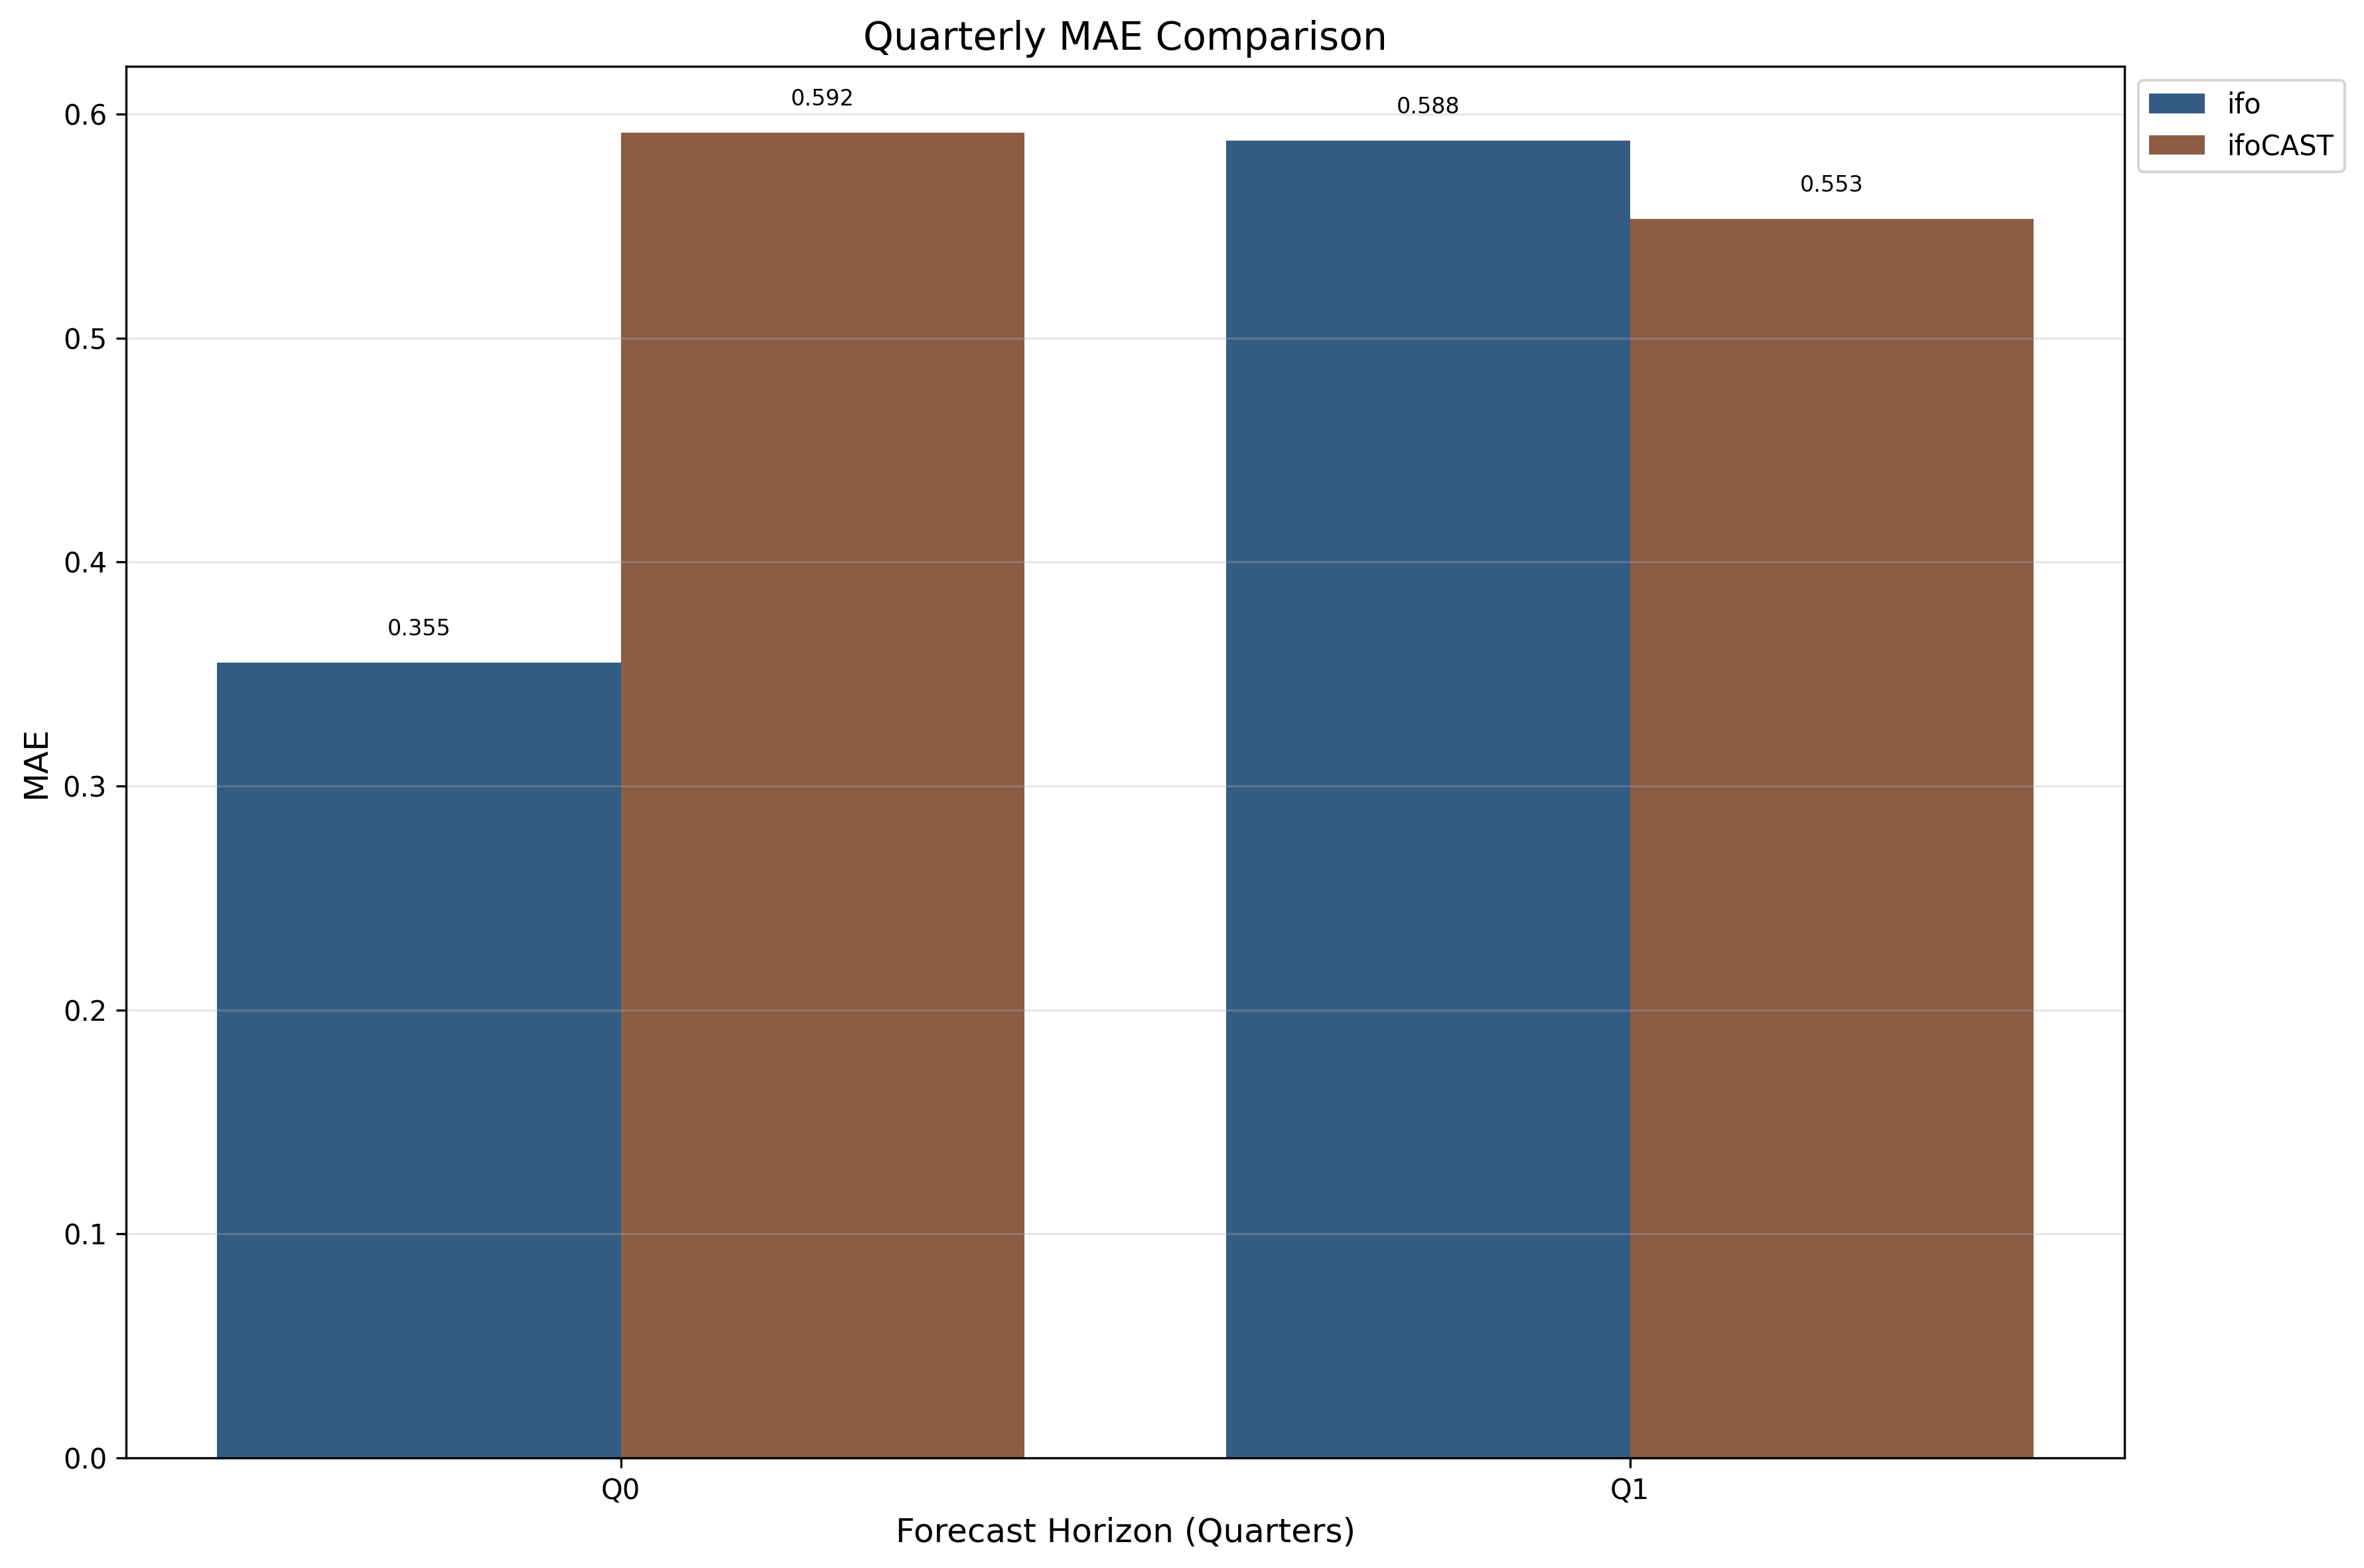 Quarterly MAE Comparison
ifo
ifoCAST
MAE
0.6
0.5
0.4
0.3
0.2
0.1
0.0
0.355
0.592
0.588
0.553
Q0
Q1
Forecast Horizon (Quarters)